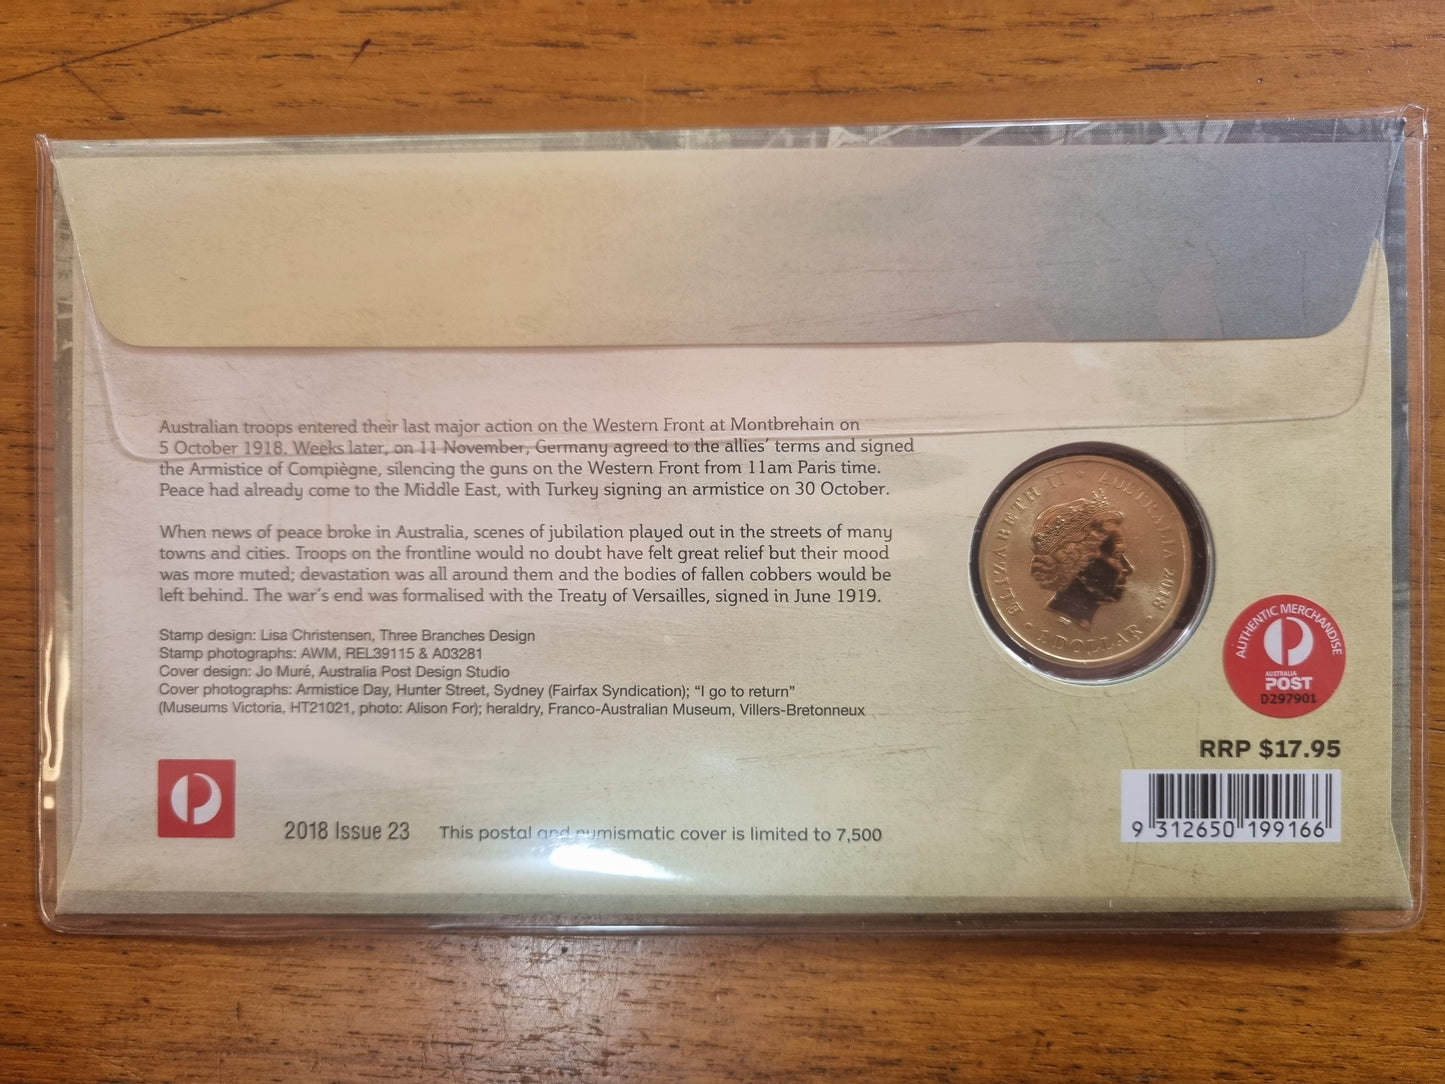 Australian troops entered their last major action on the Western Front at Montbrehain on
5 October 1918. Weeks later, on 11 November, Germany agreed to the allies' terms and signed
the Armistice of Compiègne, silencing the guns on the Western Front from 11am Paris time.
Peace had already come to the Middle East, with Turkey signing an armistice on 30 October.
When news of peace broke in Australia, scenes of jubilation played out in the streets of many
towns and cities. Troops on the frontline would no doubt have felt great relief but their mood
was more muted; devastation was all around them and the bodies of fallen cobbers would be
left behind. The war's end was formalised with the Treaty of Versailles, signed in June 1919.
Stamp design: Lisa Christensen, Three Branches Design
Stamp photographs: AWM, REL39115 & A03281
Cover design: Jo Muré, Australia Post Design Studio
Cover photographs: Armistice Day, Hunter Street, Sydney (Fairfax Syndication); "I go to return"
(Museums Victoria, HT21021, photo: Alison For); heraldry, Franco-Australian Museum, Villers-Bretonneux
2018 Issue 23
This postal and numismatic cover is limited to 7,500
ELIZABETH II • AUSTRALIA 2018
• 1 DOLLAR •
AUTHENTIC MERCHANDISE
AUSTRALIA
POST
D297901
RRP $17.95
9 312650 199166